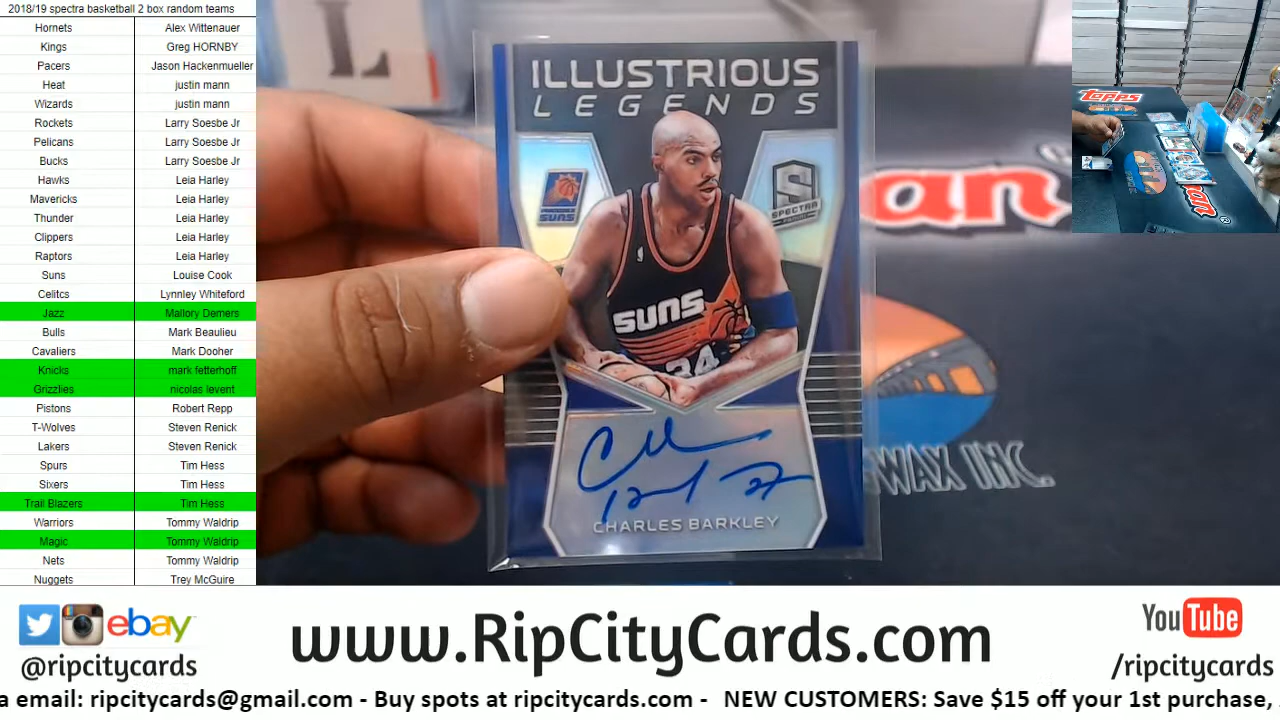 2018/19 spectra basketball 2 box random teams
Hornets Alex Wittenauer
Kings Greg HORNBY
Pacers Jason Hackenmueller
Heat justin mann
Wizards justin mann
Rockets Larry Soesbe Jr
Pelicans Larry Soesbe Jr
Bucks Larry Soesbe Jr
Hawks Leia Harley
Mavericks Leia Harley
Thunder Leia Harley
Clippers Leia Harley
Raptors Leia Harley
Suns Louise Cook
Celitcs Lynnley Whiteford
Jazz Mallory Demers
Bulls Mark Beaulieu
Cavaliers Mark Dooher
Knicks mark fetterhoff
Grizzlies nicolas levent
Pistons Robert Repp
T-Wolves Steven Renick
Lakers Steven Renick
Spurs Tim Hess
Sixers Tim Hess
Trail Blazers Tim Hess
Warriors Tommy Waldrip
Magic Tommy Waldrip
Nets Tommy Waldrip
Nuggets Trey McGuire
L
ILLUSTRIOUS
LEGENDS
SUNS
S
SPECTRA
SUNS
34
CHARLES BARKLEY
an
®
-WAX INC.
TOPPS
an
®
ebay
@ripcitycards
www.RipCityCards.com
YouTube
/ripcitycards
a email: ripcitycards@gmail.com - Buy spots at ripcitycards.com - NEW CUSTOMERS: Save $15 off your 1st purchase,